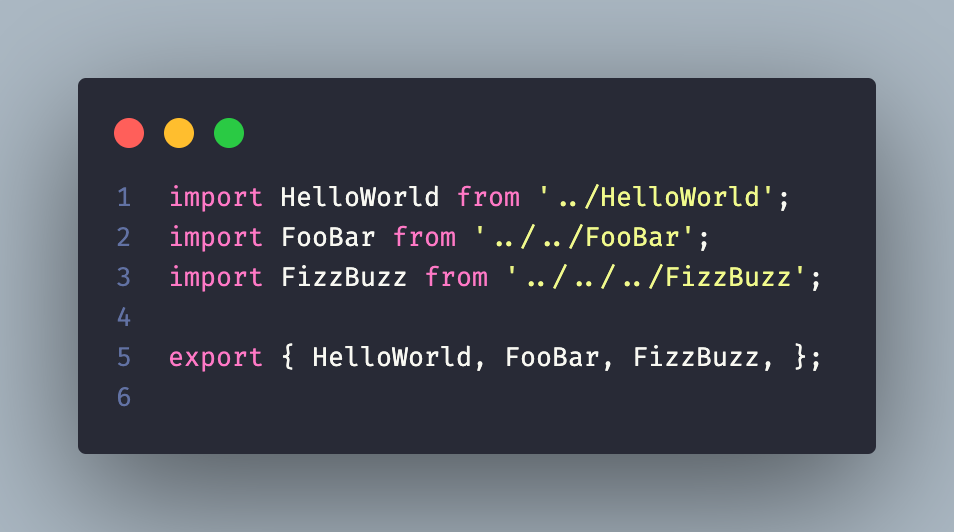 1 import HelloWorld from '../HelloWorld';
2 import FooBar from '../../FooBar';
3 import FizzBuzz from '../../../FizzBuzz';
4
5 export { HelloWorld, FooBar, FizzBuzz, };
6